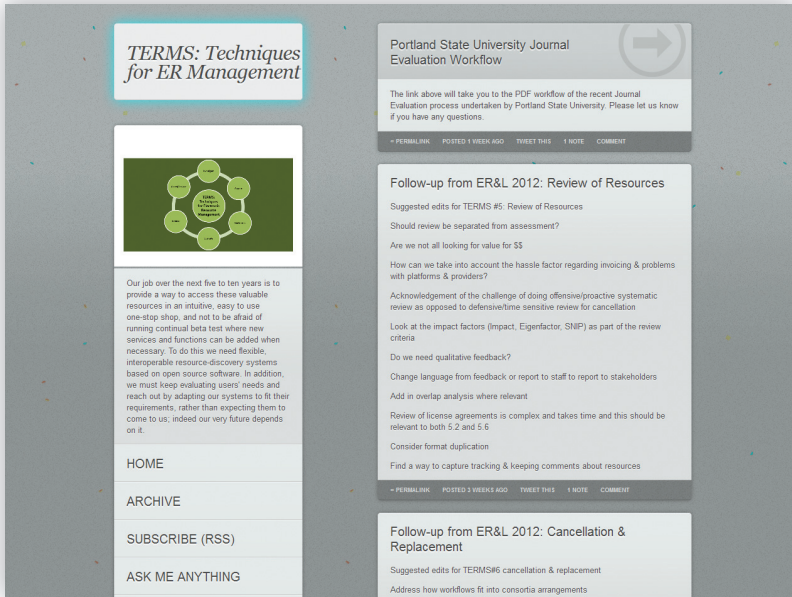 TERMS: Techniques
for ER Management
TERMS:
Techniques
for Electronic
Resource
Management
Our job over the next five to ten years is to
provide a way to access these valuable
resources in an intuitive, easy to use
one-stop shop, and not to be afraid of
running continual beta test where new
services and functions can be added when
necessary. To do this we need flexible,
interoperable resource-discovery systems
based on open source software. In addition,
we must keep evaluating users' needs and
reach out by adapting our systems to fit their
requirements, rather than expecting them to
come to us; indeed our very future depends
on it.
HOME
ARCHIVE
SUBSCRIBE (RSS)
ASK ME ANYTHING
Portland State University Journal
Evaluation Workflow
The link above will take you to the PDF workflow of the recent Journal
Evaluation process undertaken by Portland State University. Please let us know
if you have any questions.
PERMALINK POSTED 1 WEEK AGO TWEET THIS 1 NOTE COMMENT
Follow-up from ER&L 2012: Review of Resources
Suggested edits for TERMS #5: Review of Resources
Should review be separated from assessment?
Are we not all looking for value for $$
How can we take into account the hassle factor regarding invoicing & problems
with platforms & providers?
Acknowledgement of the challenge of doing offensive/proactive systematic
review as opposed to defensive/time sensitive review for cancellation
Look at the impact factors (Impact, Eigenfactor, SNIP) as part of the review
criteria
Do we need qualitative feedback?
Change language from feedback or report to staff to report to stakeholders
Add in overlap analysis where relevant
Review of license agreements is complex and takes time and this should be
relevant to both 5.2 and 5.6
Consider format duplication
Find a way to capture tracking & keeping comments about resources
PERMALINK POSTED 3 WEEKS AGO TWEET THIS 1 NOTE COMMENT
Follow-up from ER&L 2012: Cancellation &
Replacement
Suggested edits for TERMS#6 cancellation & replacement
Address how workflows fit into consortia arrangements